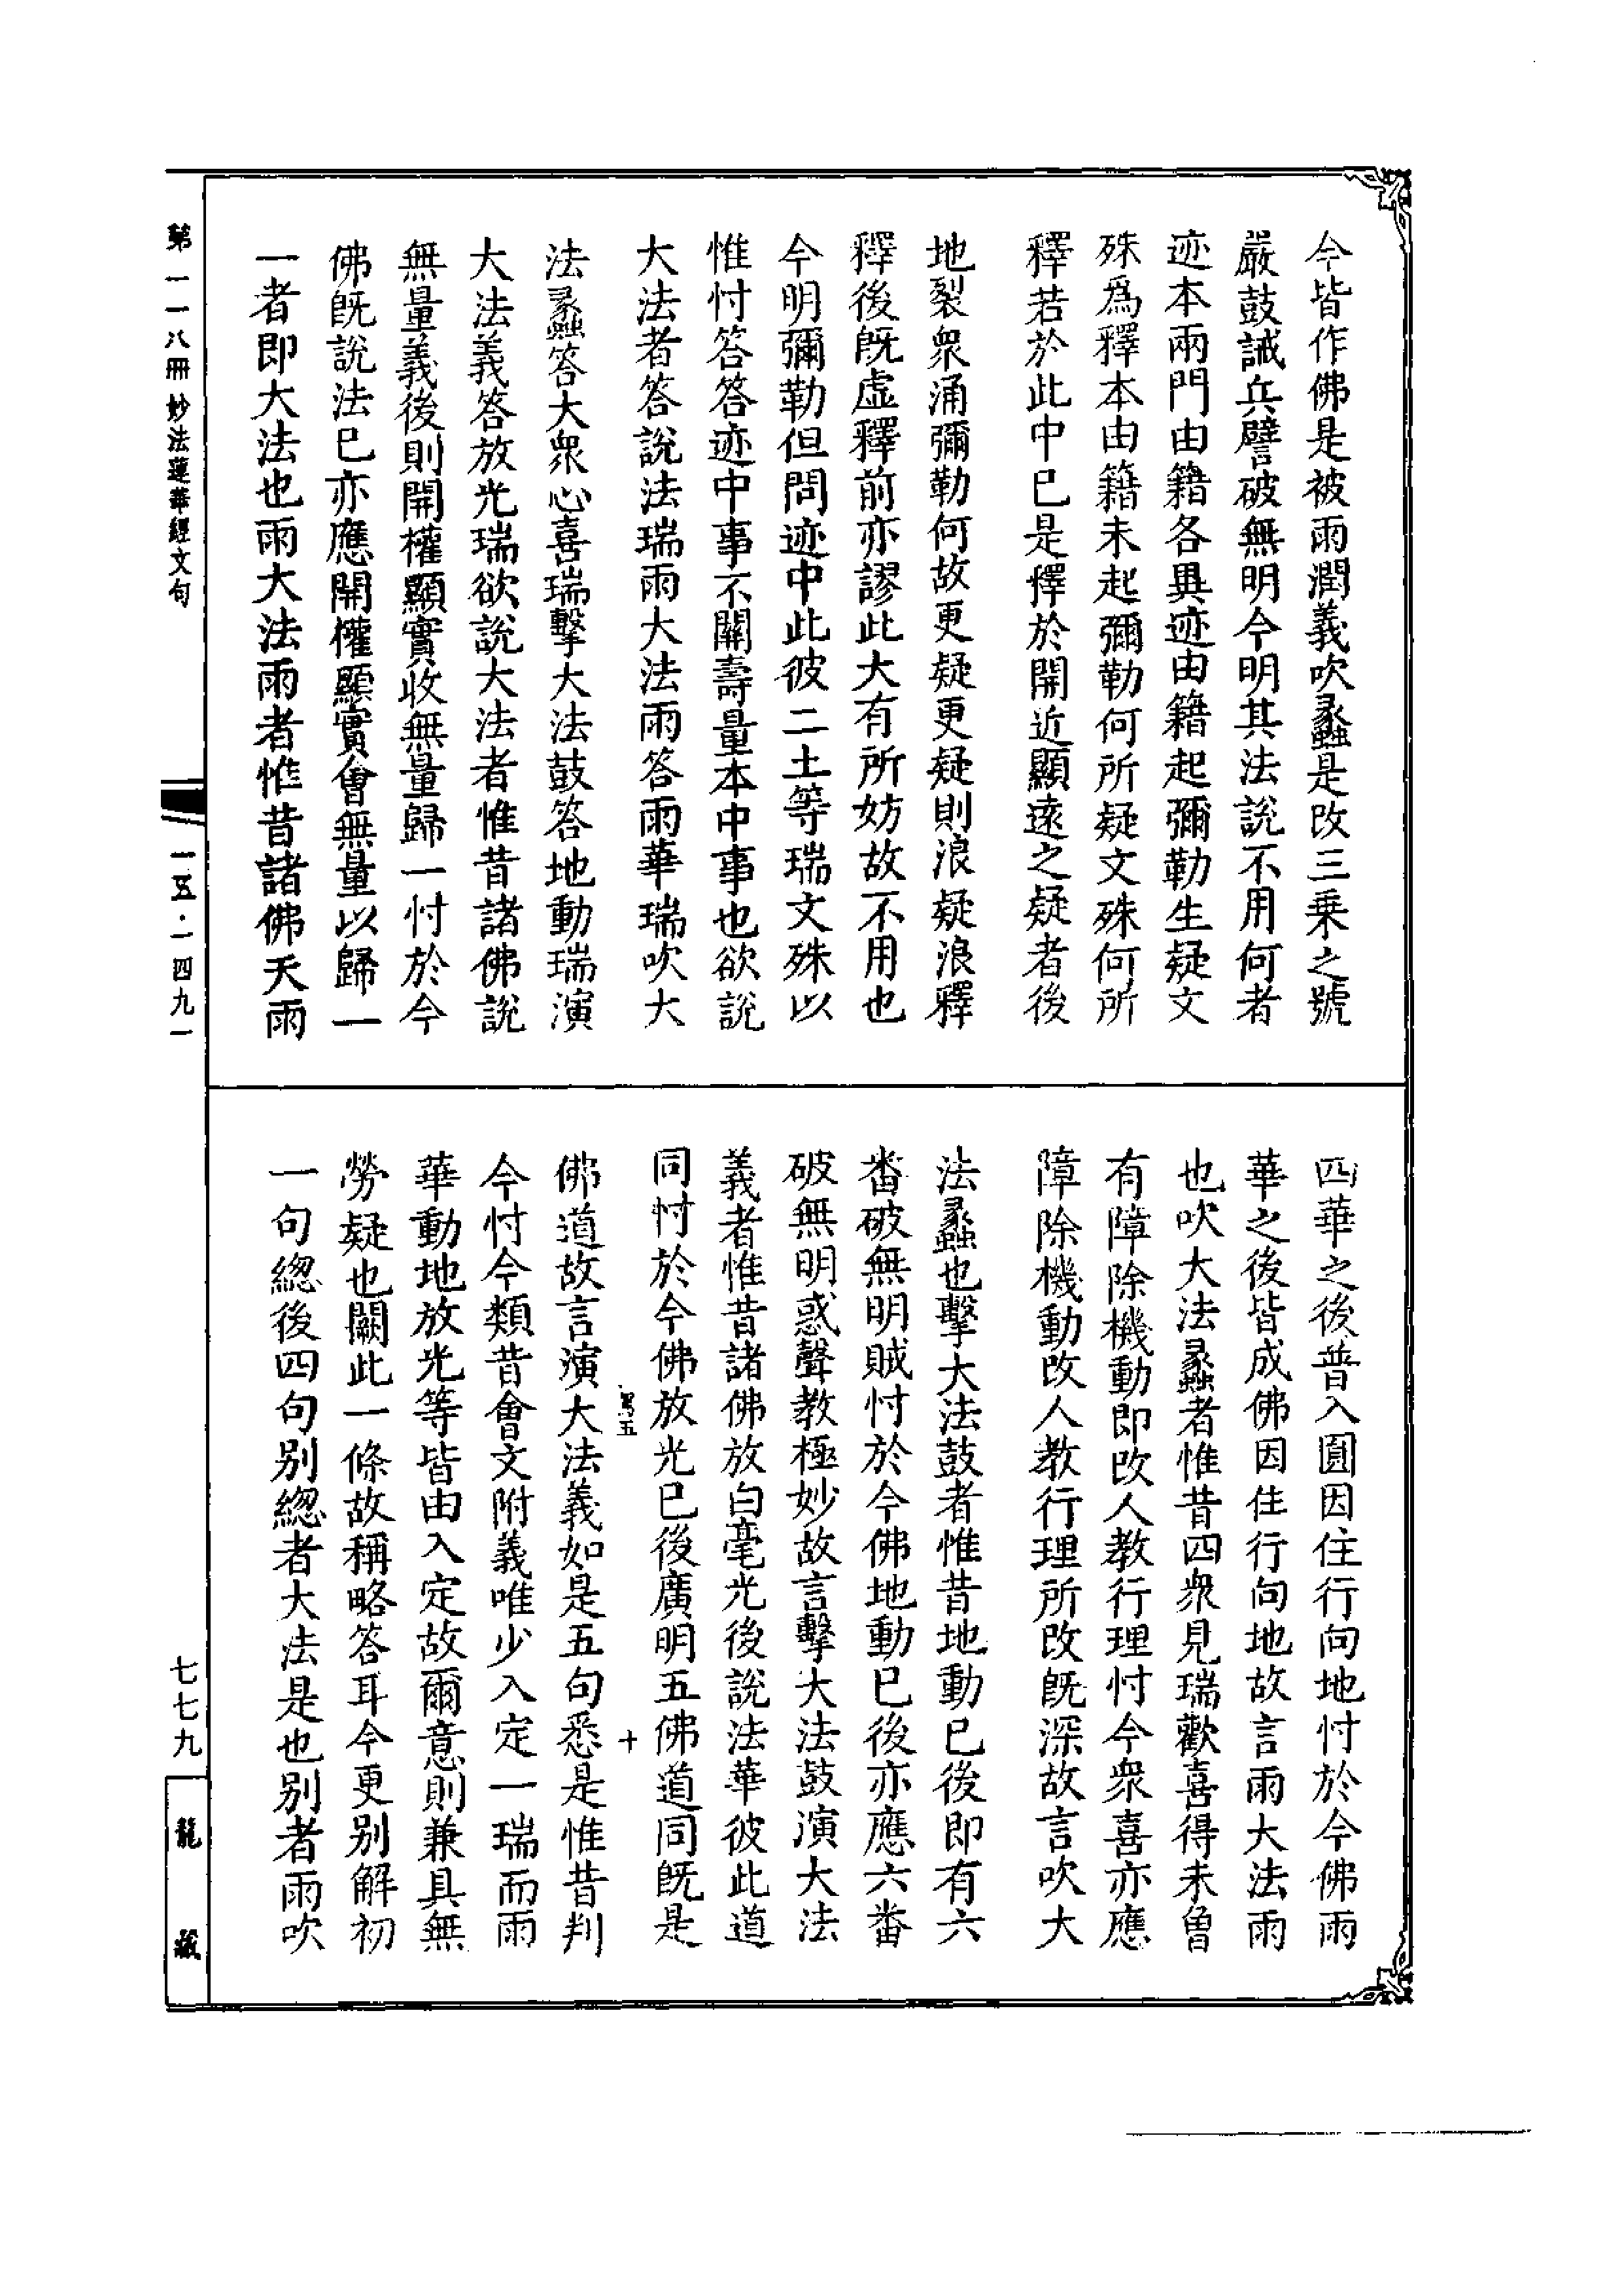 今皆作佛是被雨潤義吹蠡是改三乗之號
嚴鼓誡兵譬破無明今明其法說不用何者
迹本兩門由籍各異迹由籍起彌勒生疑文
殊爲釋本由籍未起彌勒何所疑文殊何所
釋若於此中已是釋於開近顯遠之疑者後
地裂衆涌彌勒何故更疑更疑則浪疑浪釋
釋後既虛釋前亦謬此大有所妨故不用也
今明彌勒但問迹中此彼二土等瑞文殊以
惟忖答答迹中事不關壽量本中事也欲說
大法者答說法瑞雨大法雨答雨華瑞吹大
法蠡答大衆心喜瑞擊大法鼓答地動瑞演
大法義答放光瑞欲說大法者惟昔諸佛說
無量義後則開權顯實收無量歸一忖於今
佛既說法已亦應開權顯實會無量以歸一
一者即大法也雨大法雨者惟昔諸佛天雨
四華之後普入圓因住行向地忖於今佛雨
華之後皆成佛因住行向地故言雨大法雨
也吹大法蠡者惟昔四衆見瑞歡喜得未曾
有障除機動即改人教行理忖今衆喜亦應
障除機動改人教行理所改既深故言吹大
法蠡也擊大法鼓者惟昔地動已後即有六
番破無明賊忖於今佛地動已後亦應六番
破無明惑聲教極妙故言擊大法鼓演大法
義者惟昔諸佛放白毫光後說法華彼此道
同忖於今佛放光已後廣明五佛道同既是
五 十
佛道故言演大法義如是五句悉是惟昔判
今忖今類昔會文附義唯少入定一瑞而雨
華動地放光等皆由入定故爾意則兼具無
勞疑也闕此一條故稱略答耳今更别解初
一句總後四句别總者大法是也别者雨吹
第一一八冊 妙法蓮華經文句
一五·一四九一
七七九
龍藏